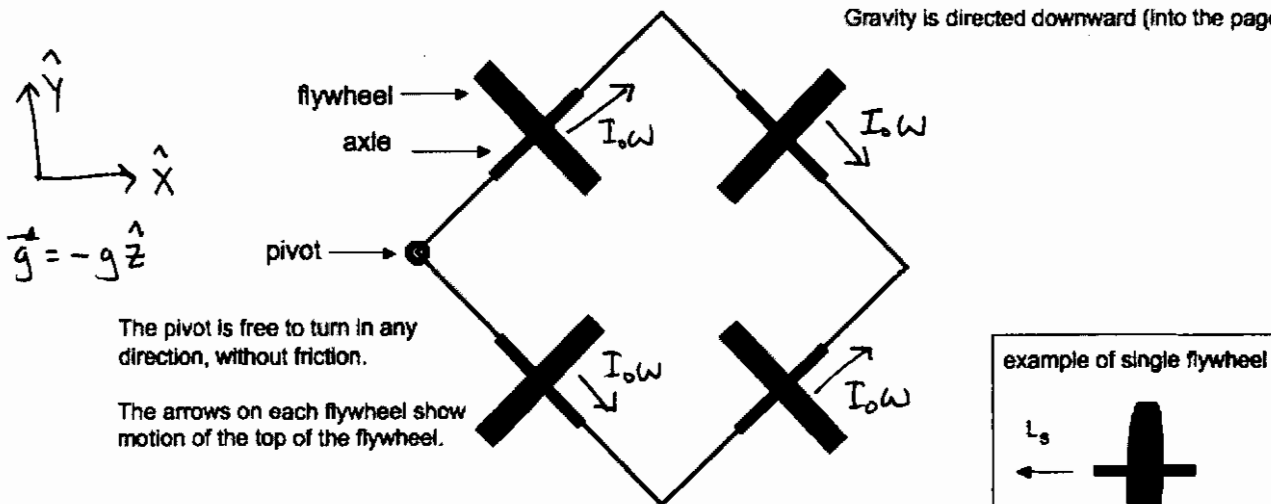 Gravity is directed downward (into the page
Ŷ
X̂
g⃗ = -g ẑ
flywheel
axle
pivot
I₀ω
I₀ω
I₀ω
I₀ω
The pivot is free to turn in any
direction, without friction.
The arrows on each flywheel show
motion of the top of the flywheel.
example of single flywheel
Lₛ